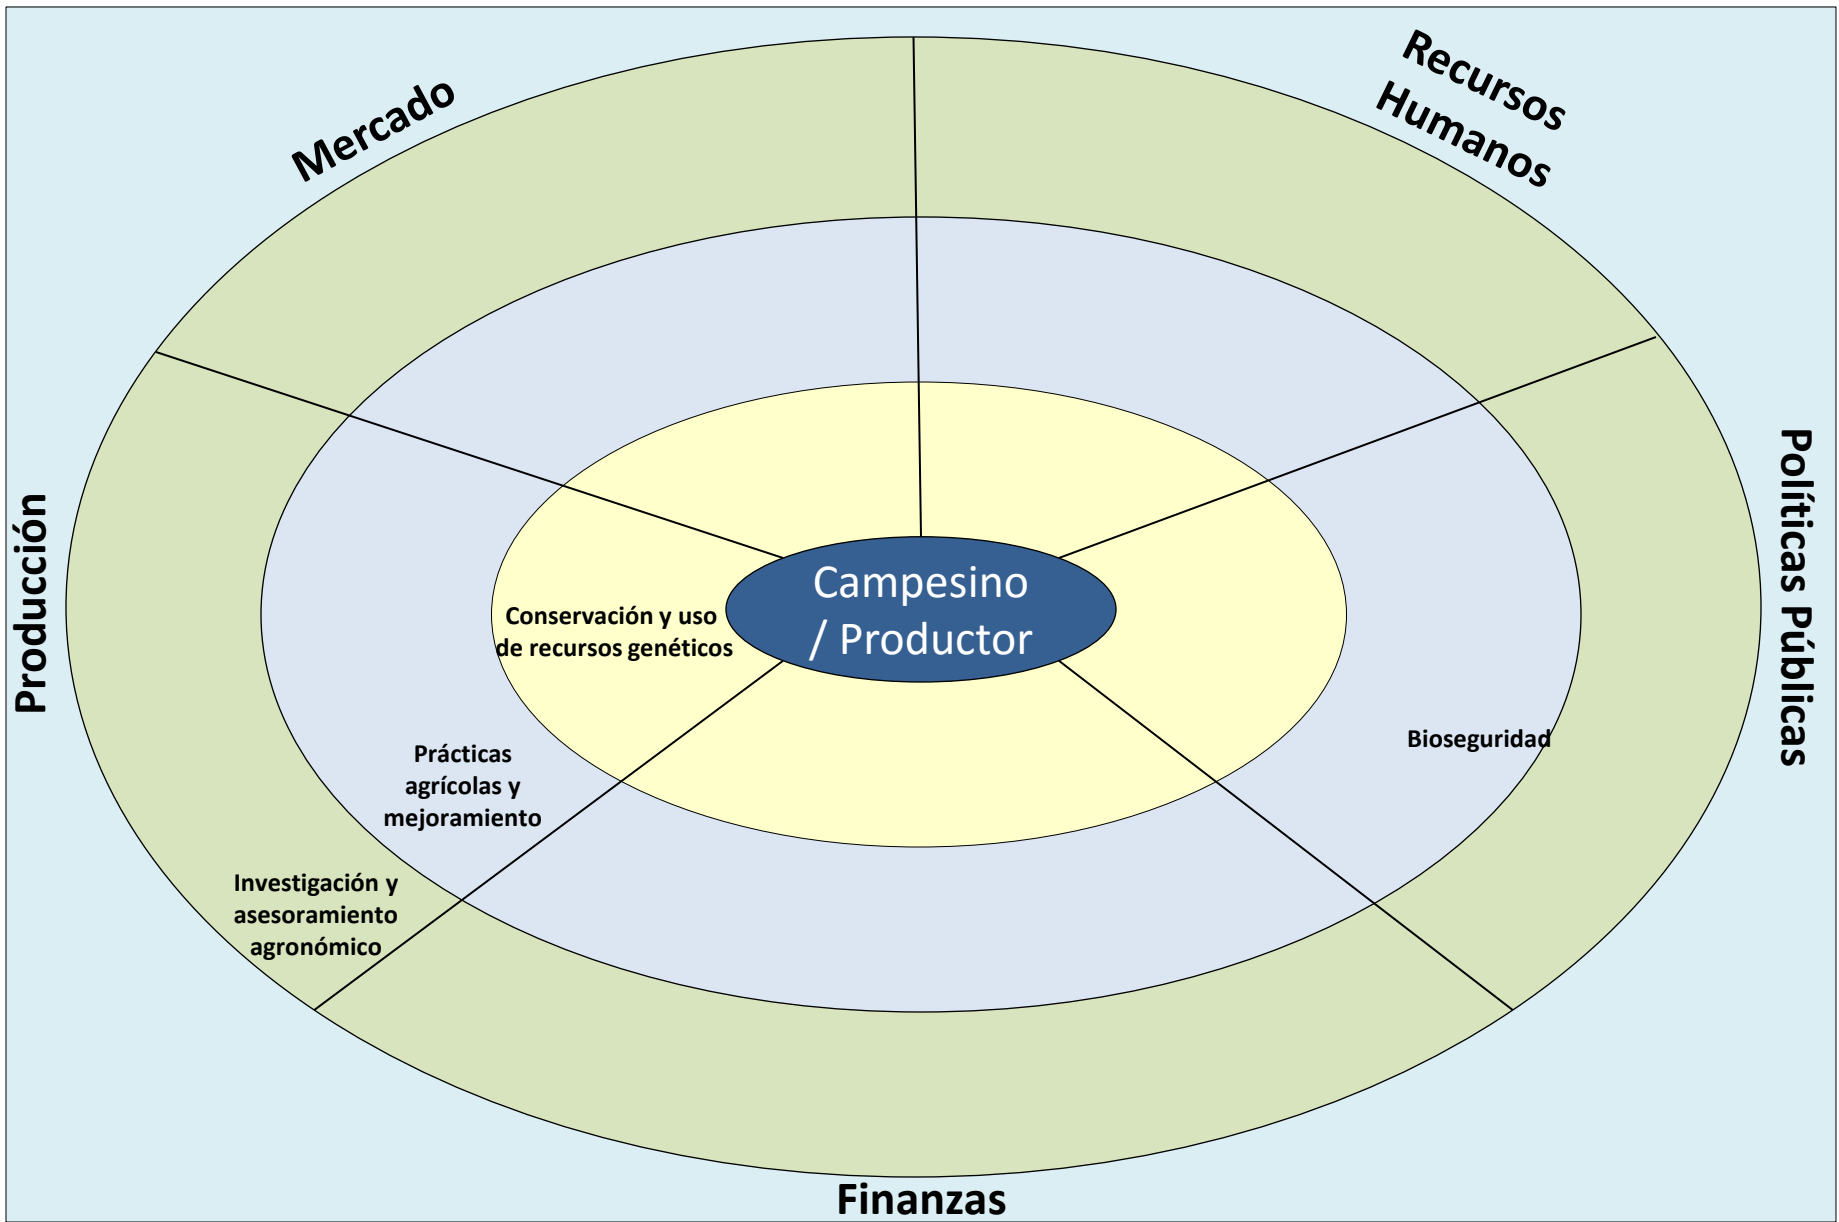 Mercado
Recursos
Humanos
Producción
Políticas Públicas
Campesino
/ Productor
Conservación y uso
de recursos genéticos
Prácticas
agrícolas y
mejoramiento
Bioseguridad
Investigación y
asesoramiento
agronómico
Finanzas